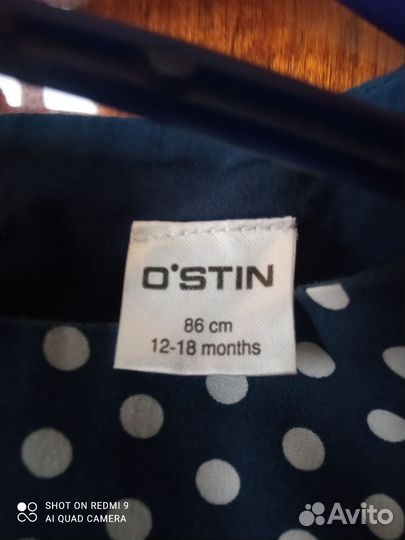 O'STIN
86 cm
12-18 months
SHOT ON REDMI 9
AI QUAD CAMERA
Avito